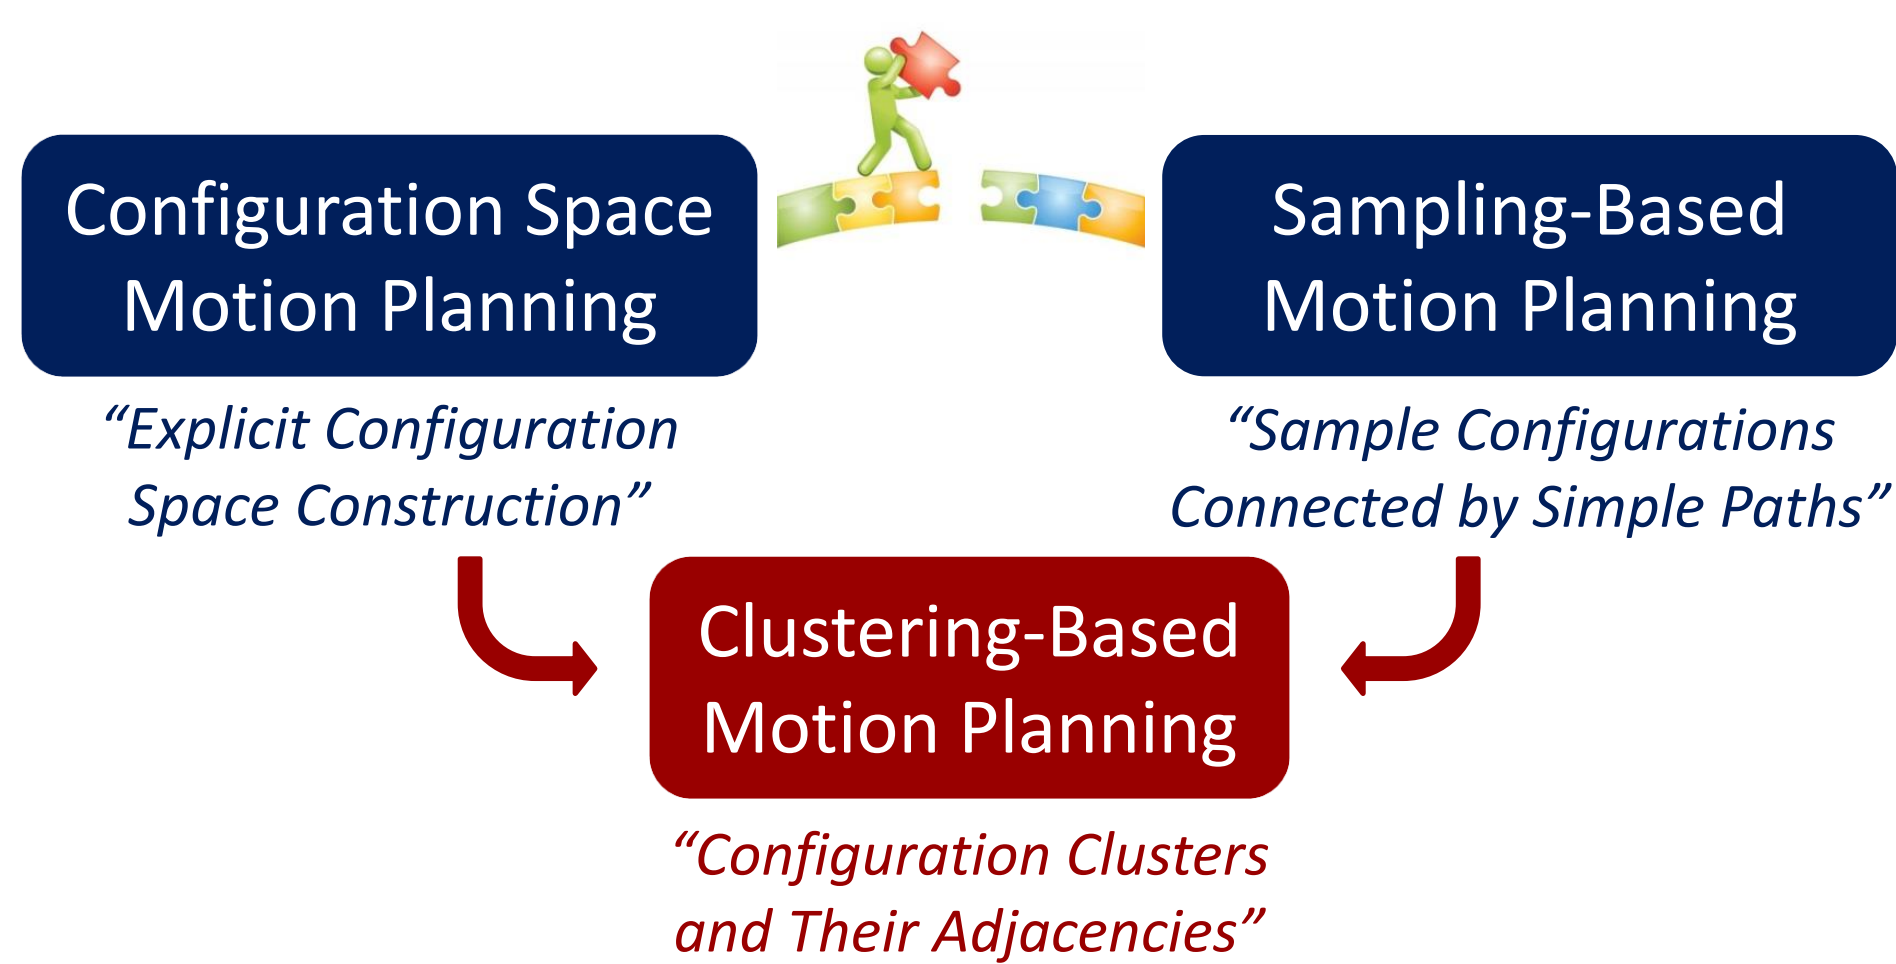 Configuration Space
Motion Planning
Sampling-Based
Motion Planning
“Explicit Configuration
Space Construction”
“Sample Configurations
Connected by Simple Paths”
Clustering-Based
Motion Planning
“Configuration Clusters
and Their Adjacencies”